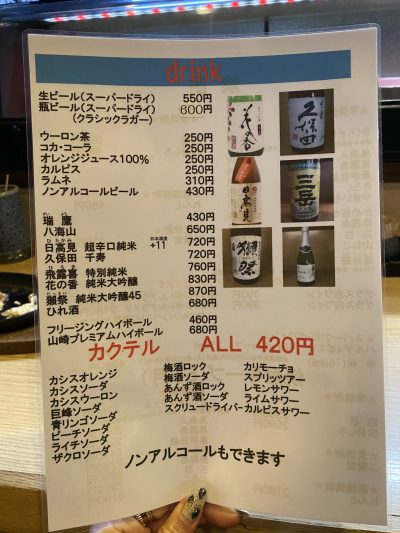 drink
生ビール(スーパードライ) 550円
瓶ビール(スーパードライ) 600円
(クラシックラガー)
ウーロン茶 250円
コカ・コーラ 250円
オレンジジュース100% 250円
カルピス 250円
ラムネ 310円
ノンアルコールビール 430円
瑞鷹 430円
八海山 650円
日高見 超辛口純米 +11 720円
久保田 千寿 720円
飛露喜 特別純米 830円
花の香 純米大吟醸 870円
獺祭 純米大吟醸45
ひれ酒 680円
フリージングハイボール 460円
山崎プレミアムハイボール 680円
カクテル ALL 420円
カシスオレンジ
カシスソーダ
カシスウーロン
巨峰ソーダ
青リンゴソーダ
ピーチソーダ
ライチソーダ
ザクロソーダ
梅酒ロック
梅酒ソーダ
あんず酒ロック
あんず酒ソーダ
スクリュードライバー
カリモーチョ
スプリッツァー
レモンサワー
ライムサワー
カルピスサワー
ノンアルコールもできます
花の香
久保田
日高見
三岳
獺祭